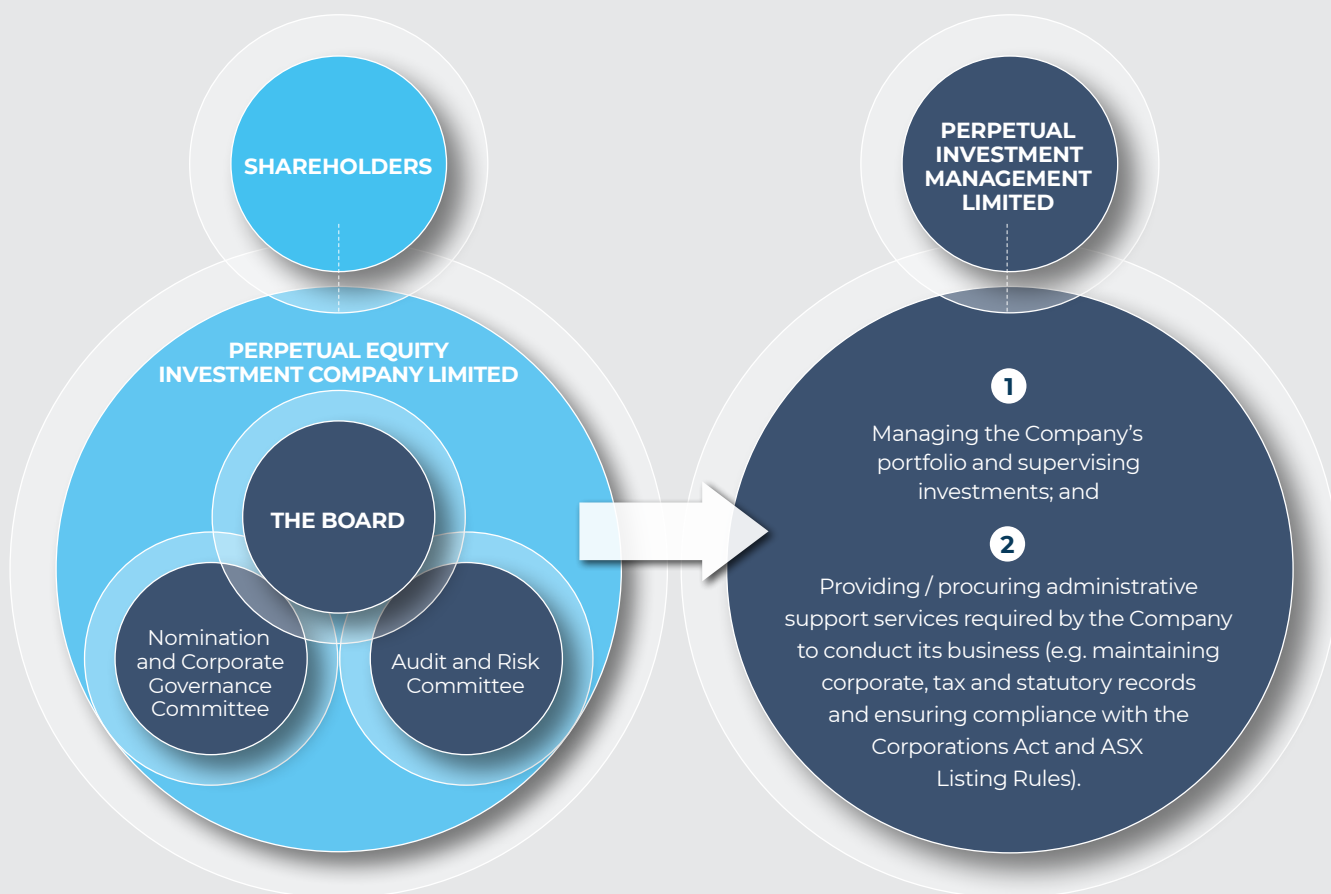 SHAREHOLDERS
PERPETUAL EQUITY
INVESTMENT COMPANY LIMITED
THE BOARD
Nomination
and Corporate
Governance
Committee
Audit and Risk
Committee
PERPETUAL
INVESTMENT
MANAGEMENT
LIMITED
1
Managing the Company’s
portfolio and supervising
investments; and
2
Providing / procuring administrative
support services required by the Company
to conduct its business (e.g. maintaining
corporate, tax and statutory records
and ensuring compliance with the
Corporations Act and ASX
Listing Rules).